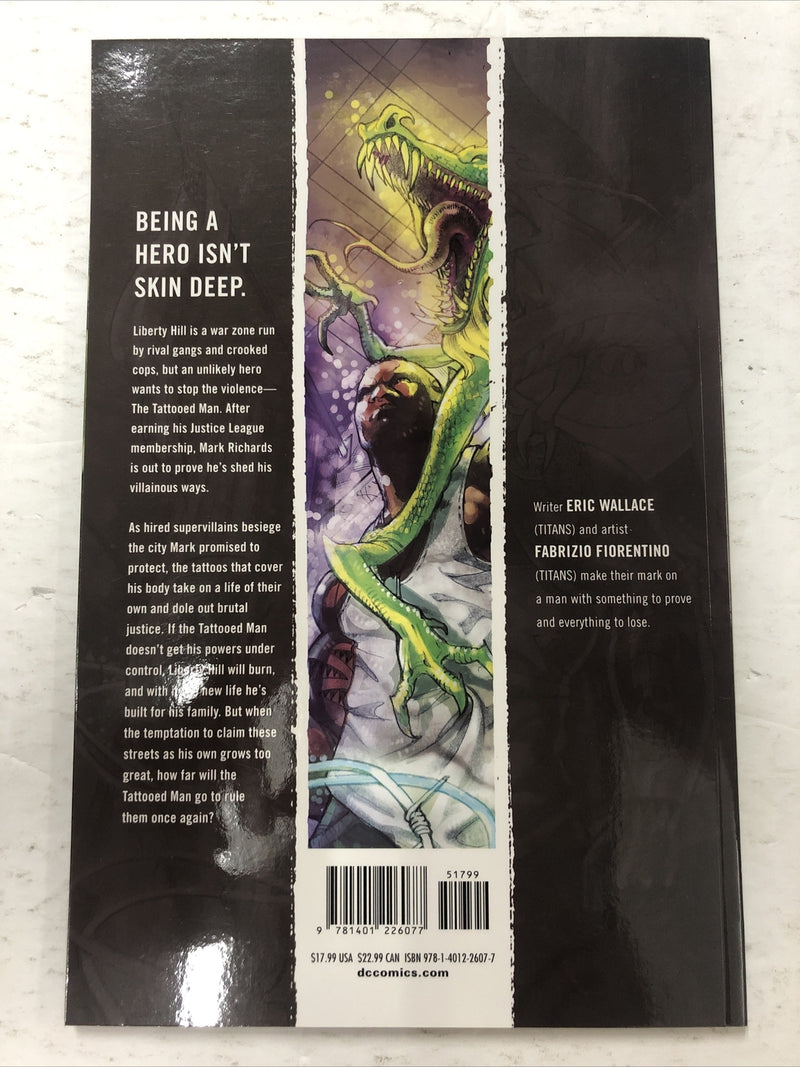 BEING A
HERO ISN'T
SKIN DEEP.
Liberty Hill is a war zone run
by rival gangs and crooked
cops, but an unlikely hero
wants to stop the violence—
The Tattooed Man. After
earning his Justice League
membership, Mark Richards
is out to prove he's shed his
villainous ways.
As hired supervillains besiege
the city Mark promised to
protect, the tattoos that cover
his body take on a life of their
own and dole out brutal
justice. If the Tattooed Man
doesn't get his powers under
control, Liberty Hill will burn,
and with new life he's
built for his family. But when
the temptation to claim these
streets as his own grows too
great, how far will the
Tattooed Man go to rule
them once again?
Writer ERIC WALLACE
(TITANS) and artist
FABRIZIO FIORENTINO
(TITANS) make their mark on
a man with something to prove
and everything to lose.
51799
9 781401 226077
$17.99 USA $22.99 CAN ISBN 978-1-4012-2607-7
dccomics.com